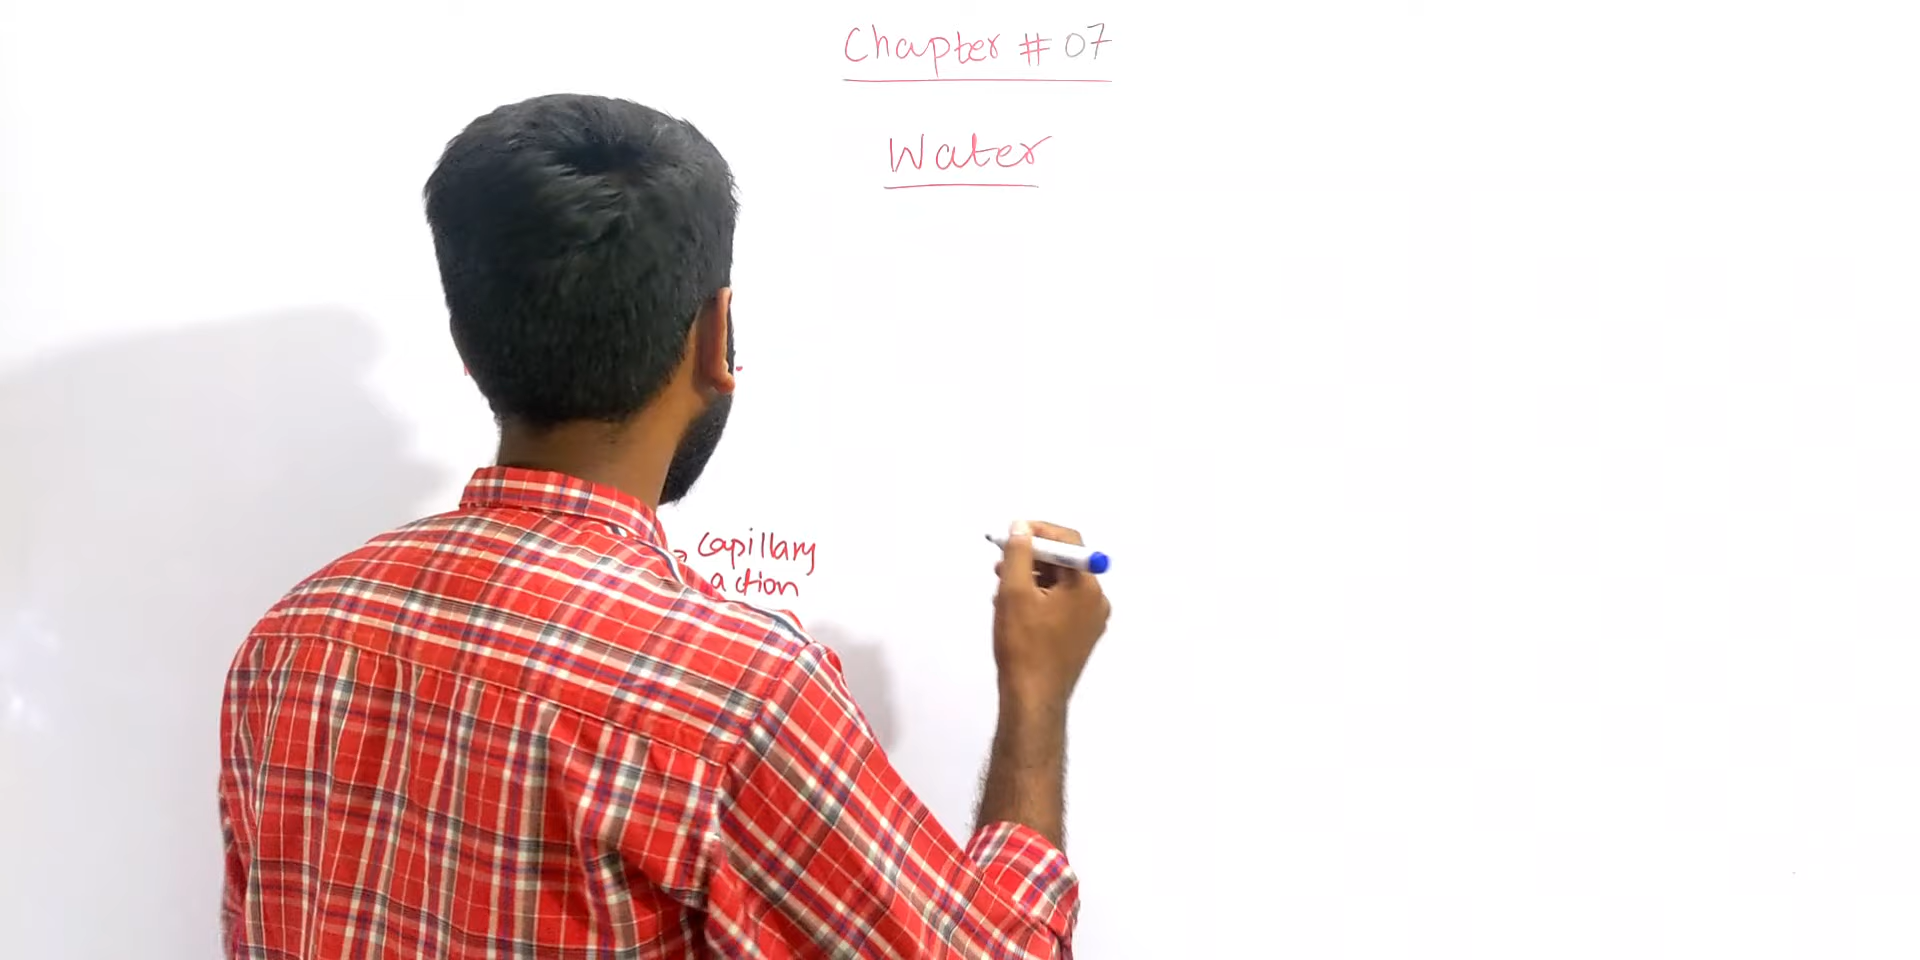 Chapter # 07
Water
→ Capillary
action